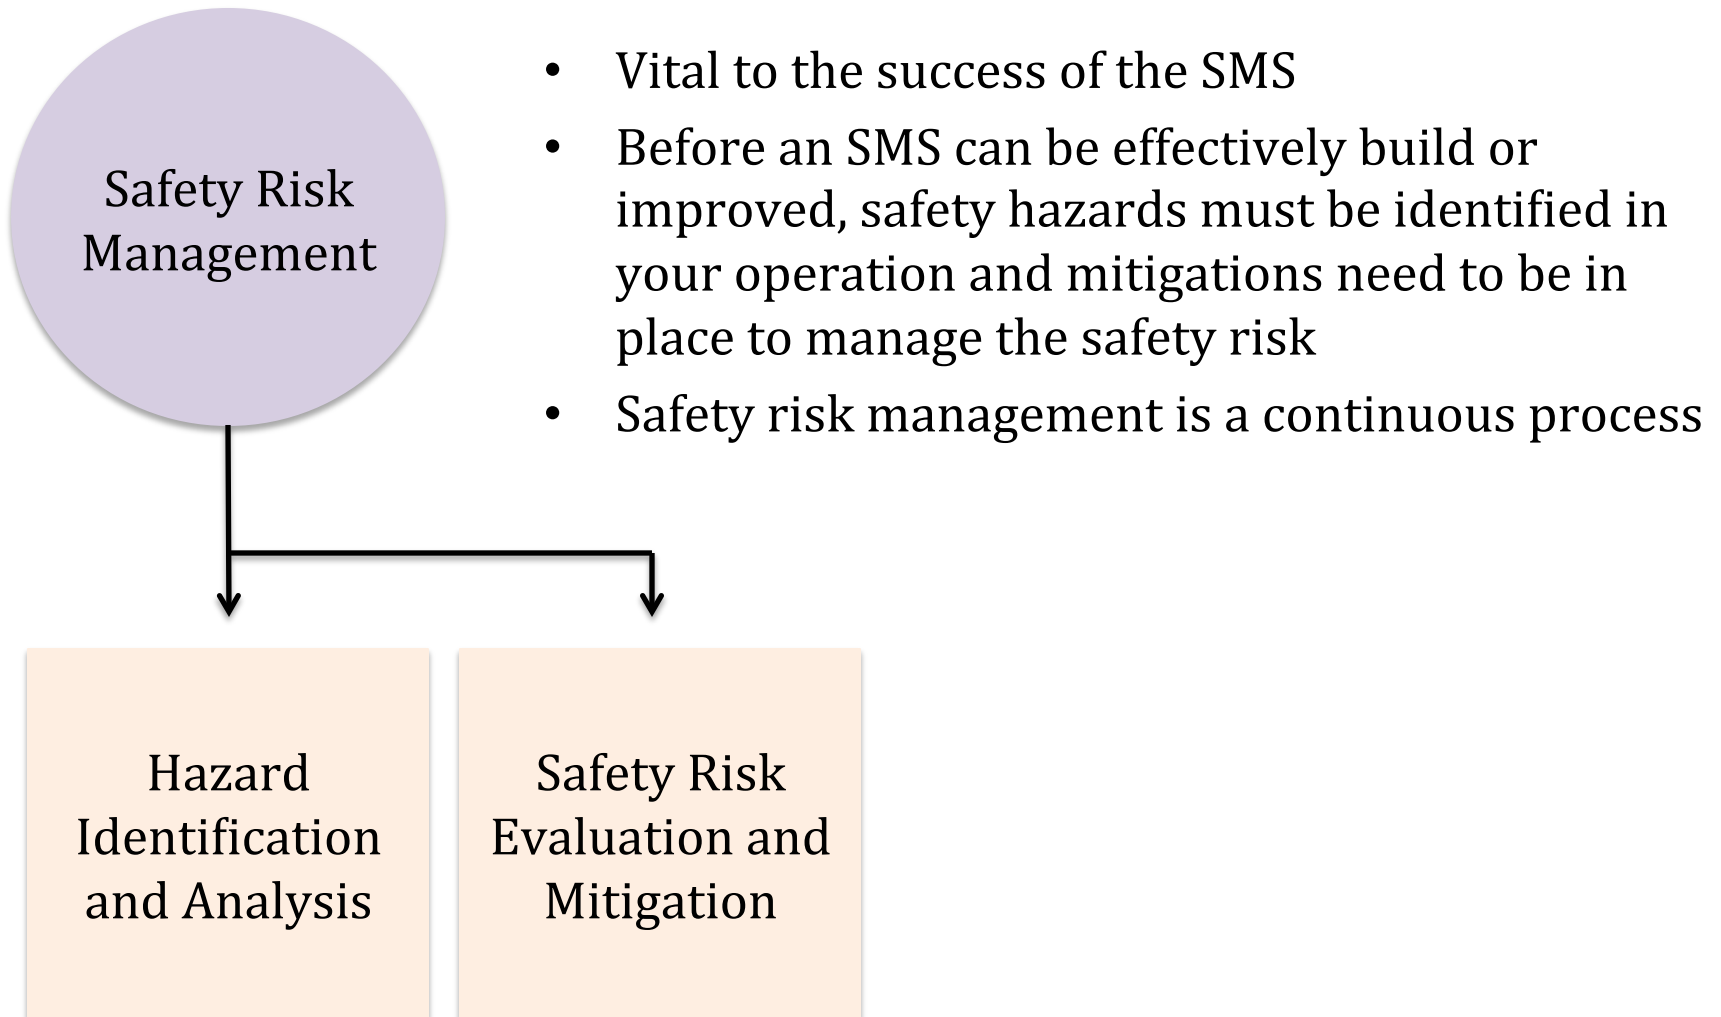 Safety Risk
Management
• Vital to the success of the SMS
• Before an SMS can be effectively build or
improved, safety hazards must be identified in
your operation and mitigations need to be in
place to manage the safety risk
• Safety risk management is a continuous process
Hazard
Identification
and Analysis
Safety Risk
Evaluation and
Mitigation